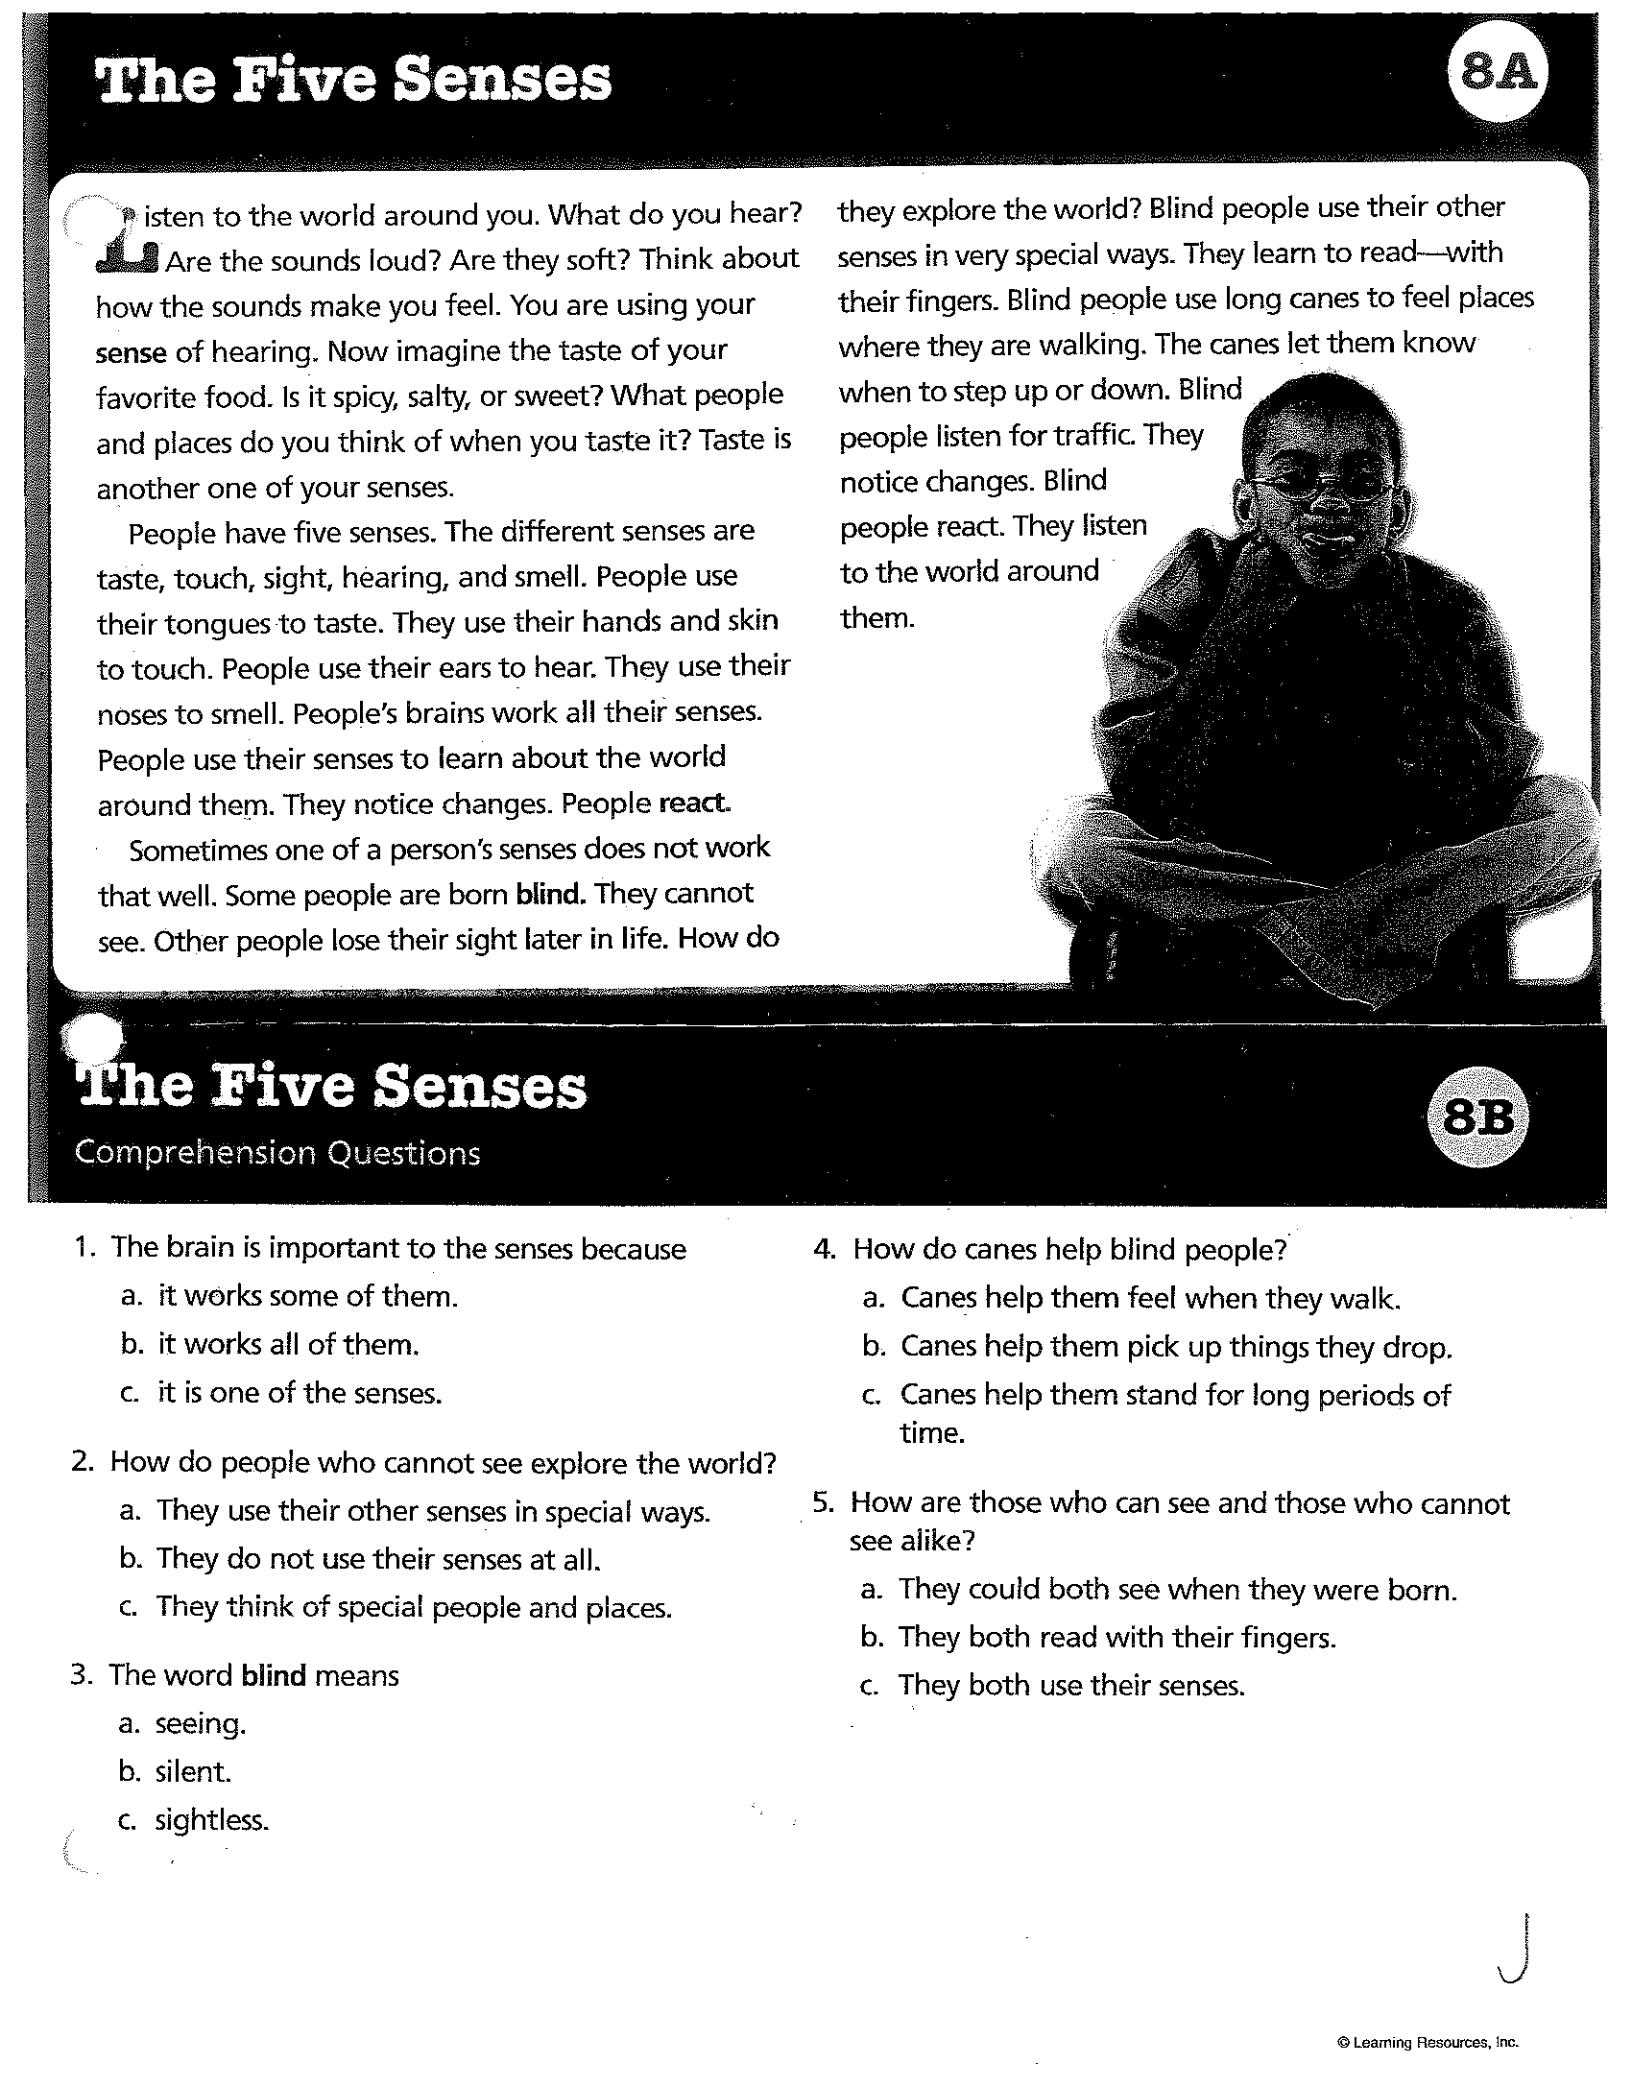 The Five Senses
8A
Listen to the world around you. What do you hear?
Are the sounds loud? Are they soft? Think about
how the sounds make you feel. You are using your
sense of hearing. Now imagine the taste of your
favorite food. Is it spicy, salty, or sweet? What people
and places do you think of when you taste it? Taste is
another one of your senses.
People have five senses. The different senses are
taste, touch, sight, hearing, and smell. People use
their tongues to taste. They use their hands and skin
to touch. People use their ears to hear. They use their
noses to smell. People's brains work all their senses.
People use their senses to learn about the world
around them. They notice changes. People react.
Sometimes one of a person's senses does not work
that well. Some people are born blind. They cannot
see. Other people lose their sight later in life. How do
they explore the world? Blind people use their other
senses in very special ways. They learn to read—with
their fingers. Blind people use long canes to feel places
where they are walking. The canes let them know
when to step up or down. Blind
people listen for traffic. They
notice changes. Blind
people react. They listen
to the world around
them.
The Five Senses
8B
Comprehension Questions
1. The brain is important to the senses because
a. it works some of them.
b. it works all of them.
c. it is one of the senses.
2. How do people who cannot see explore the world?
a. They use their other senses in special ways.
b. They do not use their senses at all.
c. They think of special people and places.
3. The word blind means
a. seeing.
b. silent.
c. sightless.
4. How do canes help blind people?
a. Canes help them feel when they walk.
b. Canes help them pick up things they drop.
c. Canes help them stand for long periods of
time.
5. How are those who can see and those who cannot
see alike?
a. They could both see when they were born.
b. They both read with their fingers.
c. They both use their senses.
J
© Learning Resources, Inc.